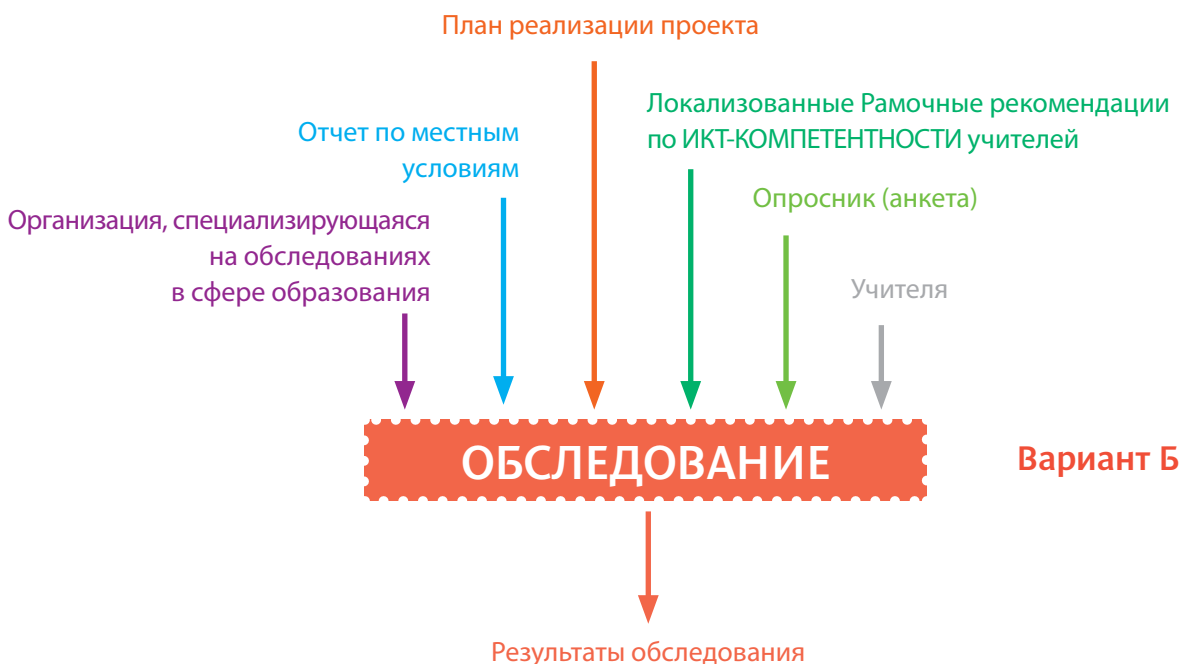 План реализации проекта
Локализованные Рамочные рекомендации
по ИКТ-КОМПЕТЕНТНОСТИ учителей
Отчет по местным
условиям
Опросник (анкета)
Организация, специализирующаяся
на обследованиях
в сфере образования
Учителя
ОБСЛЕДОВАНИЕ
Вариант Б
Результаты обследования